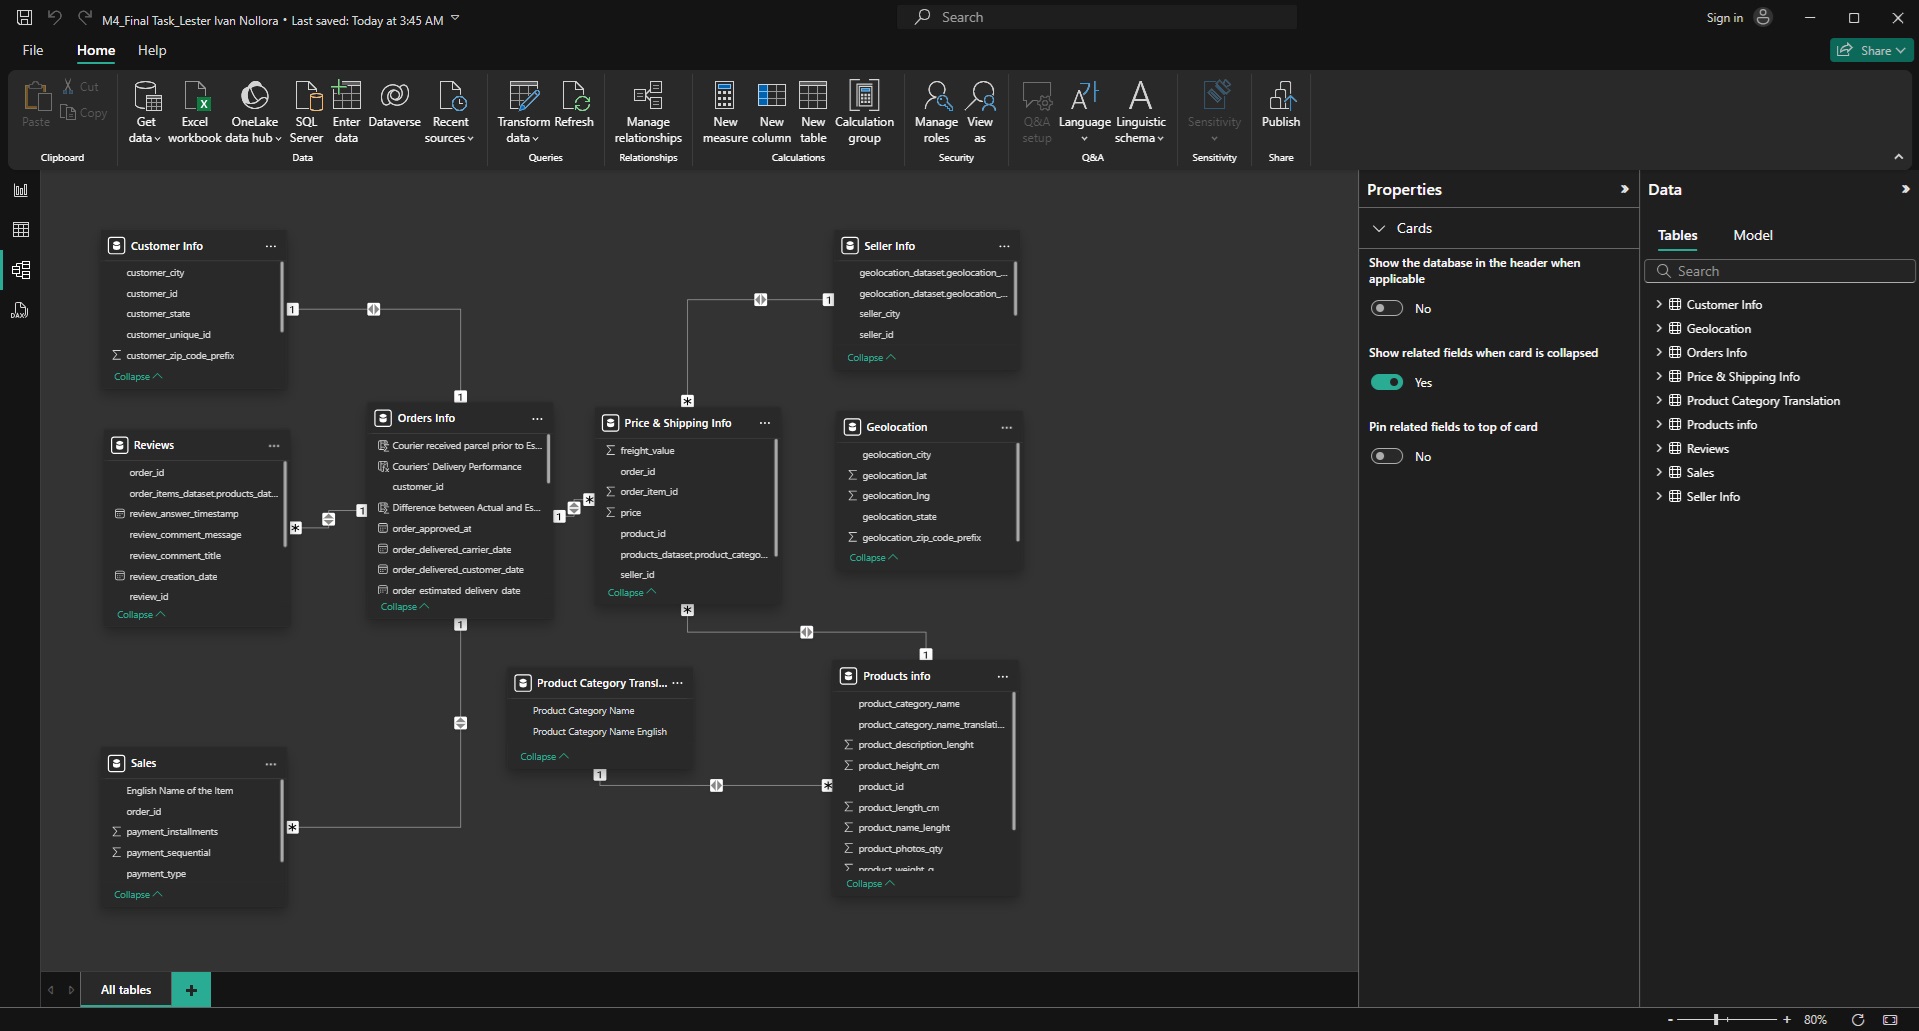 M4_Final Task_Lester Ivan Nollora • Last saved: Today at 3:45 AM
Search
Sign in
File
Home
Help
Share
Paste
Cut
Copy
Clipboard
Get data
Excel workbook
OneLake data hub
SQL Server
Enter data
Dataverse
Recent sources
Data
Transform data
Refresh
Queries
Manage relationships
Relationships
New measure
New column
New table
Calculation group
Calculations
Manage roles
View as
Security
Q&A setup
Language
Linguistic schema
Q&A
Sensitivity
Sensitivity
Publish
Share
DAX
Customer Info
customer_city
customer_id
customer_state
customer_unique_id
customer_zip_code_prefix
Collapse
1
1
Reviews
order_id
order_items_dataset.products_dat...
review_answer_timestamp
review_comment_message
review_comment_title
review_creation_date
review_id
Collapse
*
1
Orders Info
Courier received parcel prior to Es...
Couriers' Delivery Performance
customer_id
Difference between Actual and Es...
order_approved_at
order_delivered_carrier_date
order_delivered_customer_date
order_estimated_delivery_date
Collapse
1
1
*
Price & Shipping Info
freight_value
order_id
order_item_id
price
product_id
products_dataset.product_catego...
seller_id
Collapse
*
*
1
Seller Info
geolocation_dataset.geolocation_...
geolocation_dataset.geolocation_...
seller_city
seller_id
Collapse
1
Geolocation
geolocation_city
geolocation_lat
geolocation_lng
geolocation_state
geolocation_zip_code_prefix
Collapse
Product Category Transl...
Product Category Name
Product Category Name English
Collapse
1
*
Products info
product_category_name
product_category_name_translati...
product_description_lenght
product_height_cm
product_id
product_length_cm
product_name_lenght
product_photos_qty
product_weight_g
Collapse
Sales
English Name of the Item
order_id
payment_installments
payment_sequential
payment_type
Collapse
*
Properties
Cards
Show the database in the header when
applicable
No
Show related fields when card is collapsed
Yes
Pin related fields to top of card
No
Data
Tables
Model
Search
Customer Info
Geolocation
Orders Info
Price & Shipping Info
Product Category Translation
Products info
Reviews
Sales
Seller Info
All tables
+
- + 80%